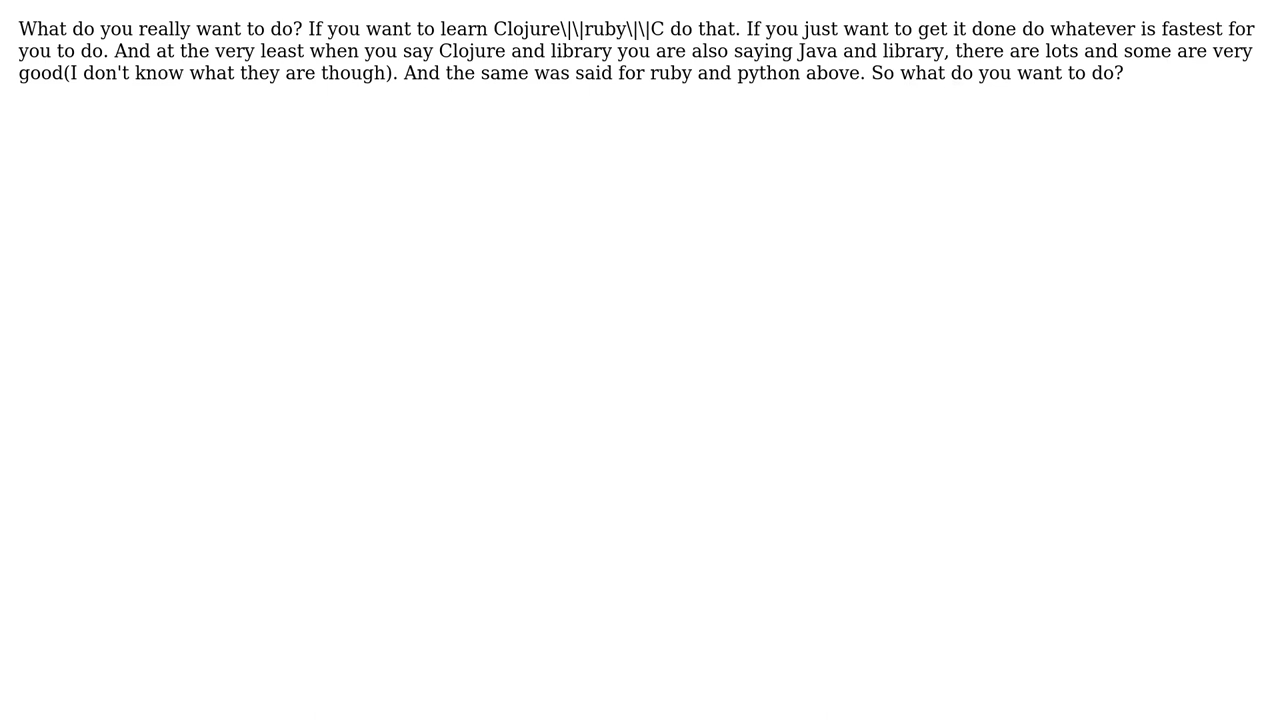 What do you really want to do? If you want to learn Clojure\|\|ruby\|\|C do that. If you just want to get it done do whatever is fastest for
you to do. And at the very least when you say Clojure and library you are also saying Java and library, there are lots and some are very
good(I don't know what they are though). And the same was said for ruby and python above. So what do you want to do?